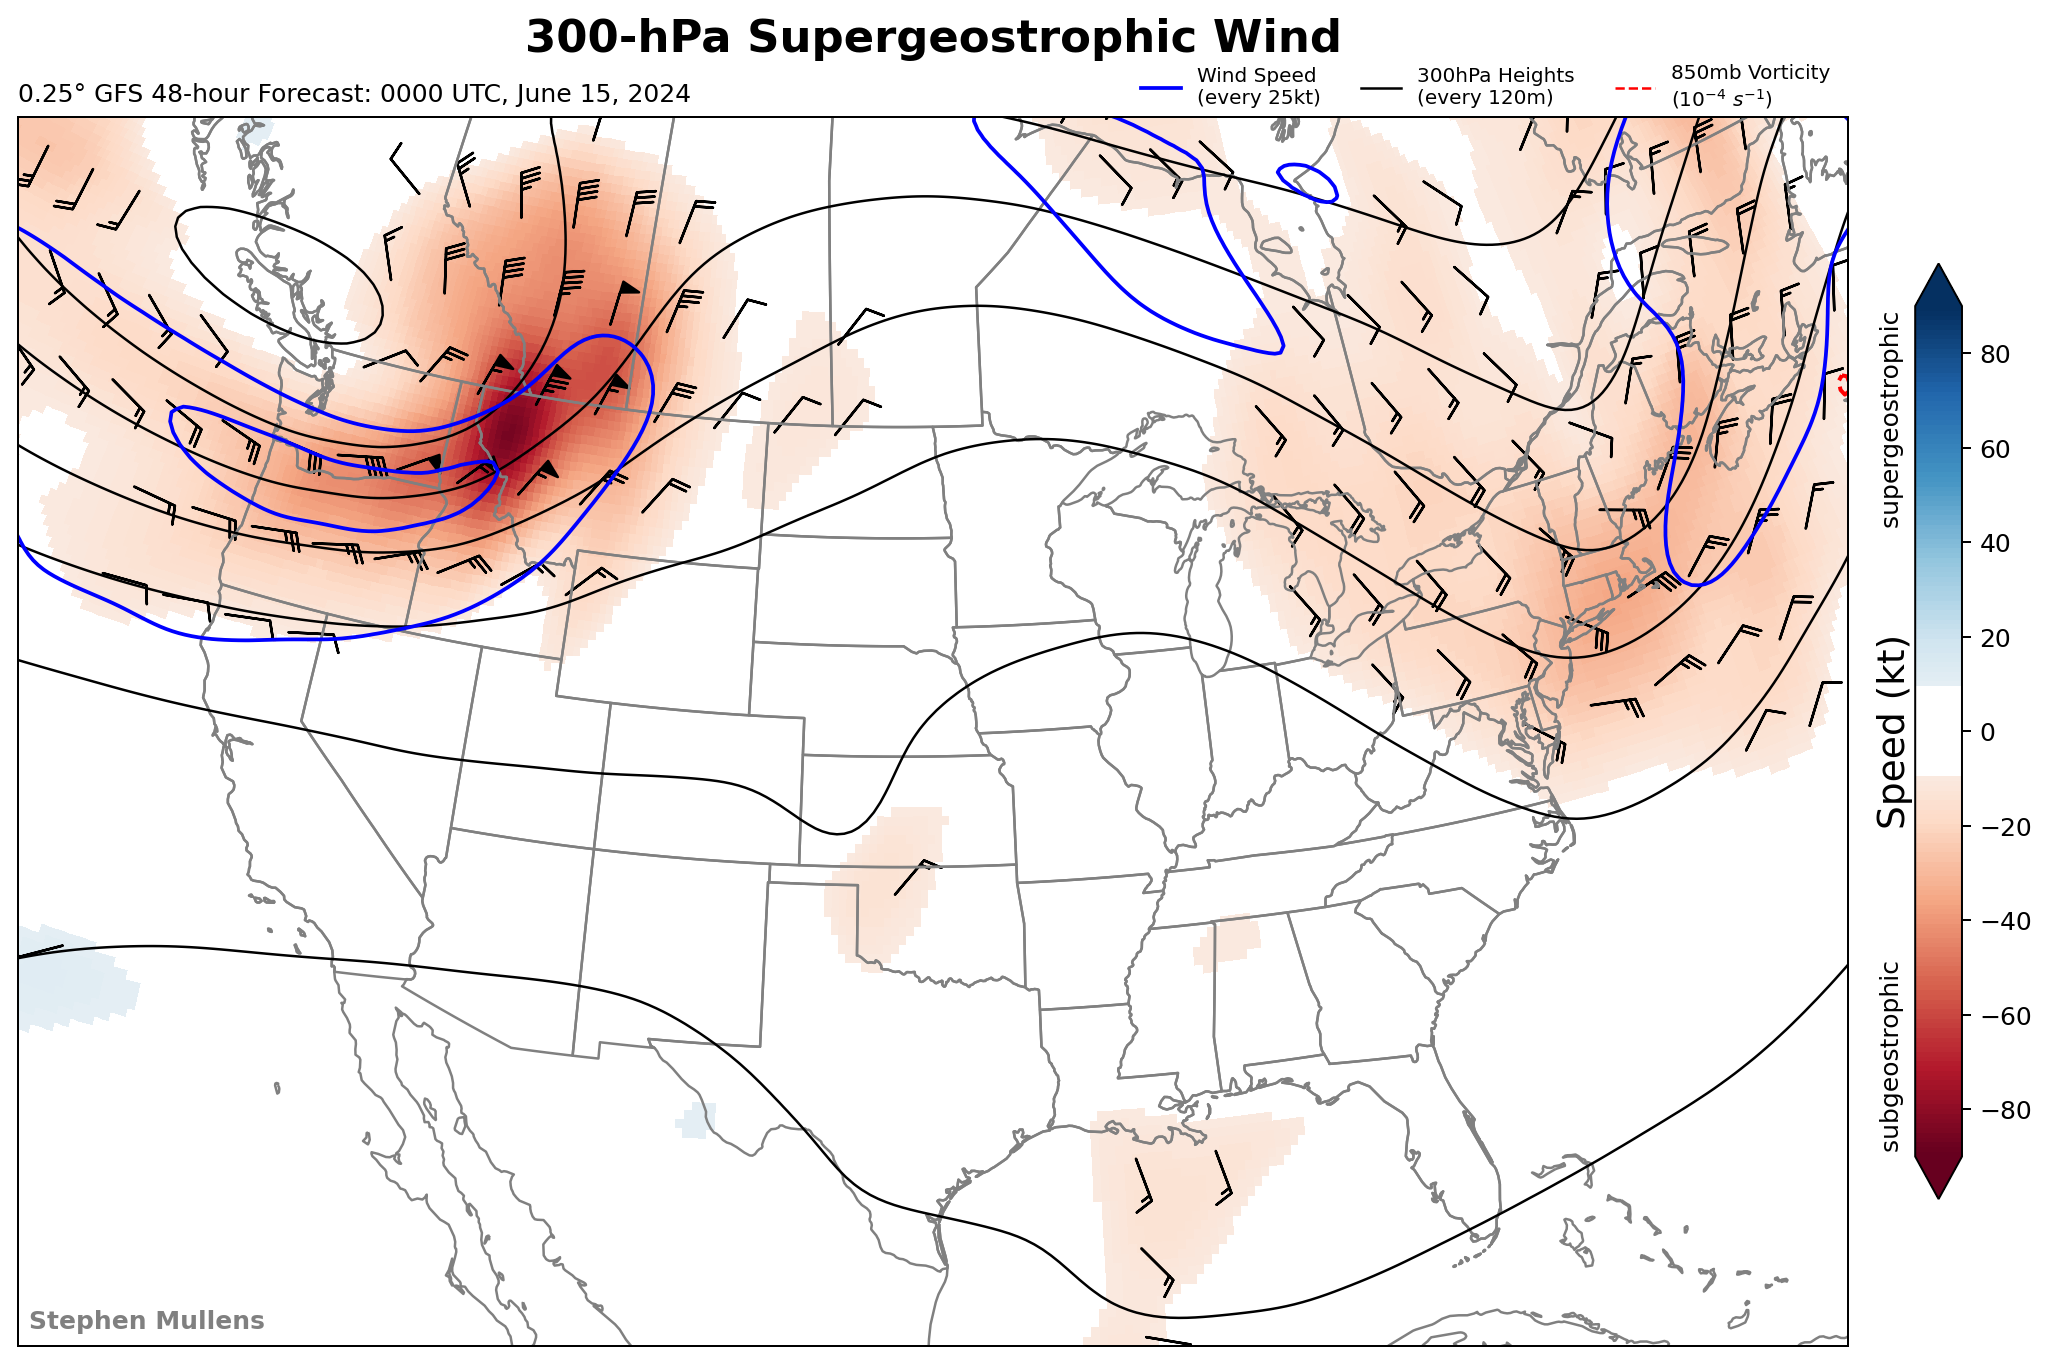 300-hPa Supergeostrophic Wind
0.25° GFS 48-hour Forecast: 0000 UTC, June 15, 2024
Wind Speed
(every 25kt)
300hPa Heights
(every 120m)
850mb Vorticity
(10⁻⁴ s⁻¹)
supergeostrophic
Speed (kt)
subgeostrophic
80
60
40
20
0
−20
−40
−60
−80
Stephen Mullens